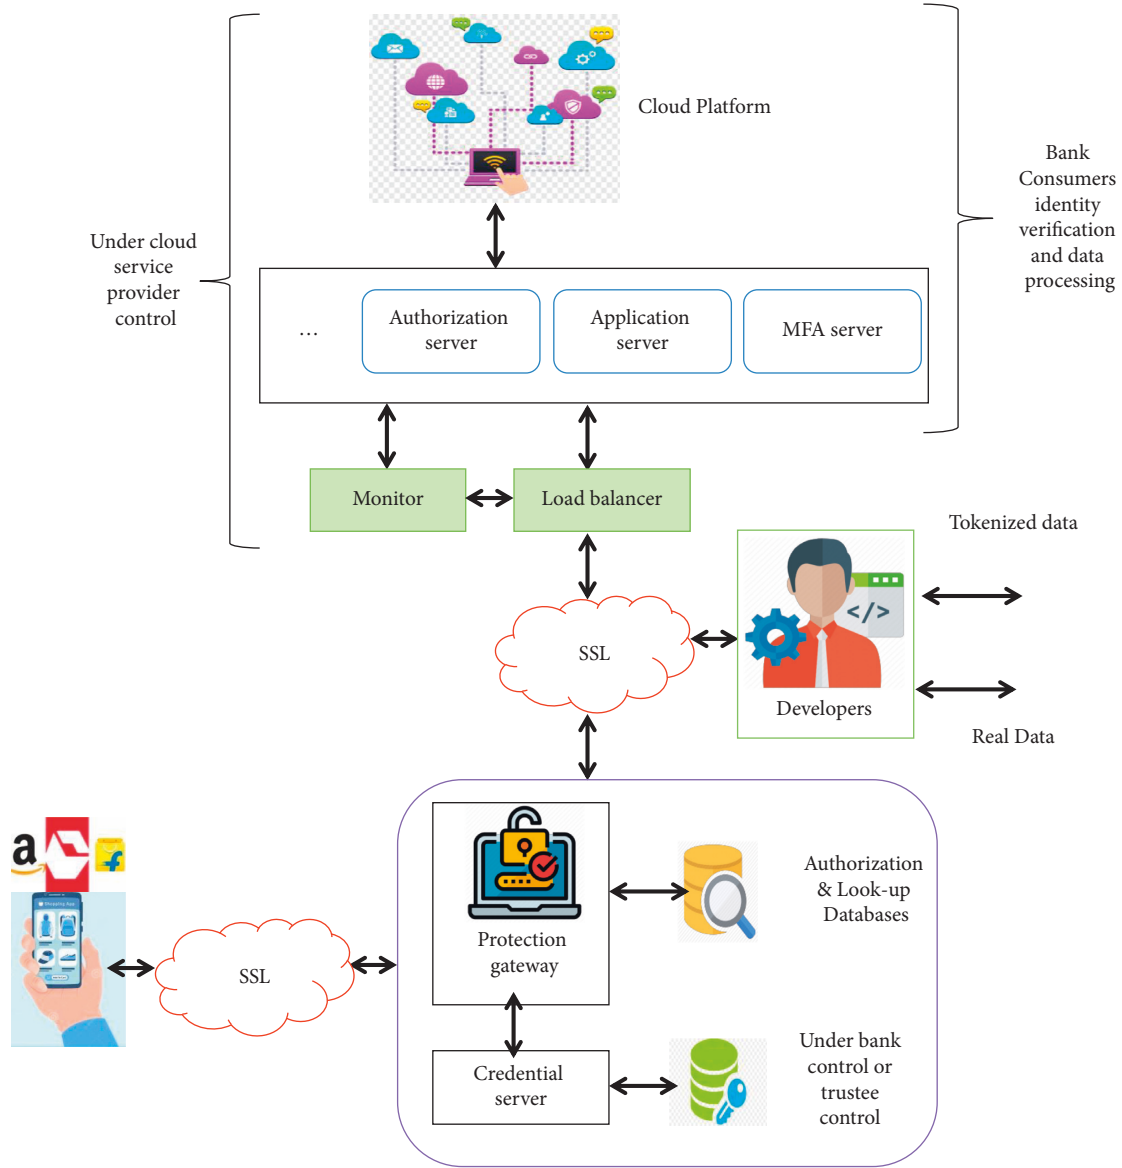 Cloud Platform
Bank
Consumers
identity
verification
and data
processing
Under cloud
service
provider
control
...
Authorization
server
Application
server
MFA server
Monitor
Load balancer
Tokenized data
</>
SSL
Developers
Real Data
a
f
Protection
gateway
Authorization
& Look-up
Databases
SSL
Credential
server
Under bank
control or
trustee
control